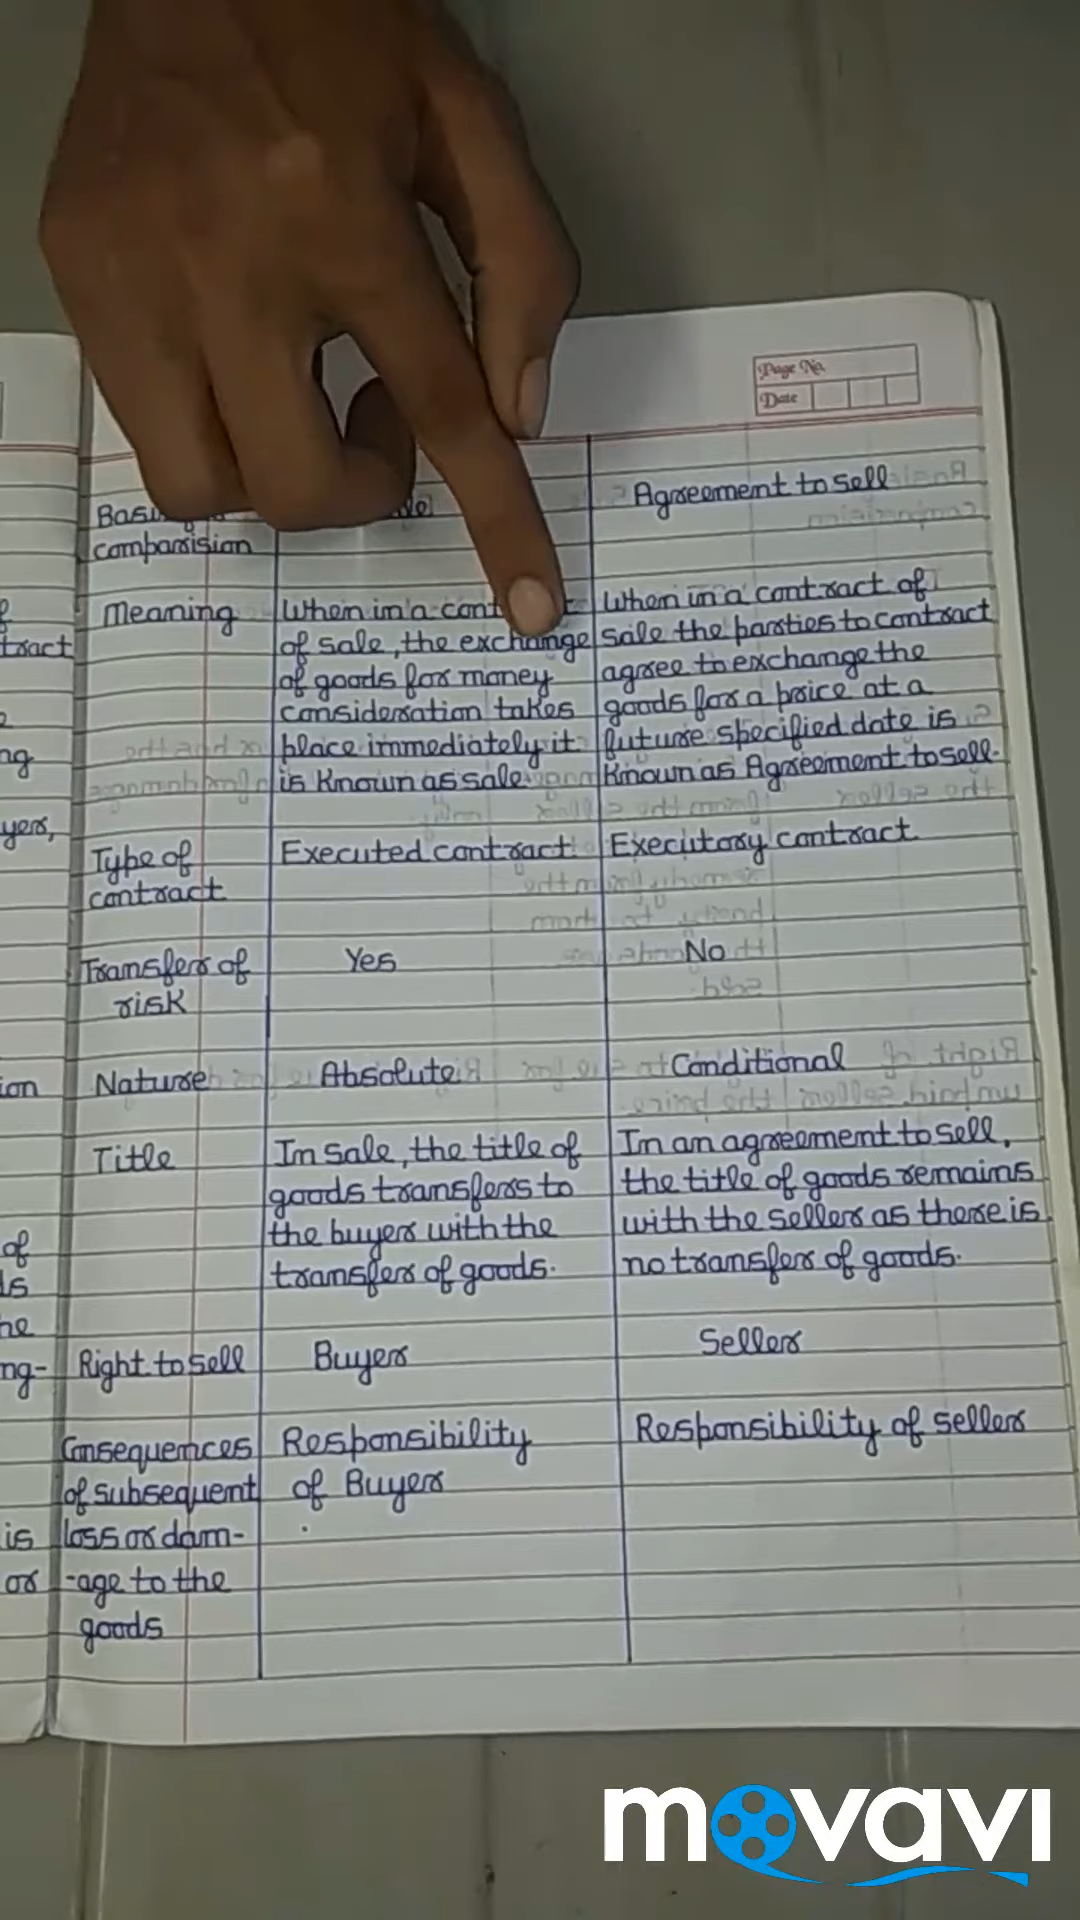 Page No.
Date
Agreement to sell
comparision
Meaning
When in a
of sale, the exchange
of goods for money
consideration takes
place immediately it
is known as sale.
When in a contract of
sale the parties to contract
agree to exchange the
goods for a price at a
future specified date is
known as Agreement to sell.
Type of
contract
Executed contract.
Executory contract.
Transfer of
risk
Yes
No
Nature
Absolute
Conditional
Title
In sale, the title of
goods transfers to
the buyer with the
transfer of goods.
In an agreement to sell,
the title of goods remains
with the seller as there is
no transfer of goods.
Right to sell
Buyer
Seller
Consequences
of subsequent
loss or dam-
-age to the
goods
Responsibility
of Buyer
Responsibility of seller
movavi